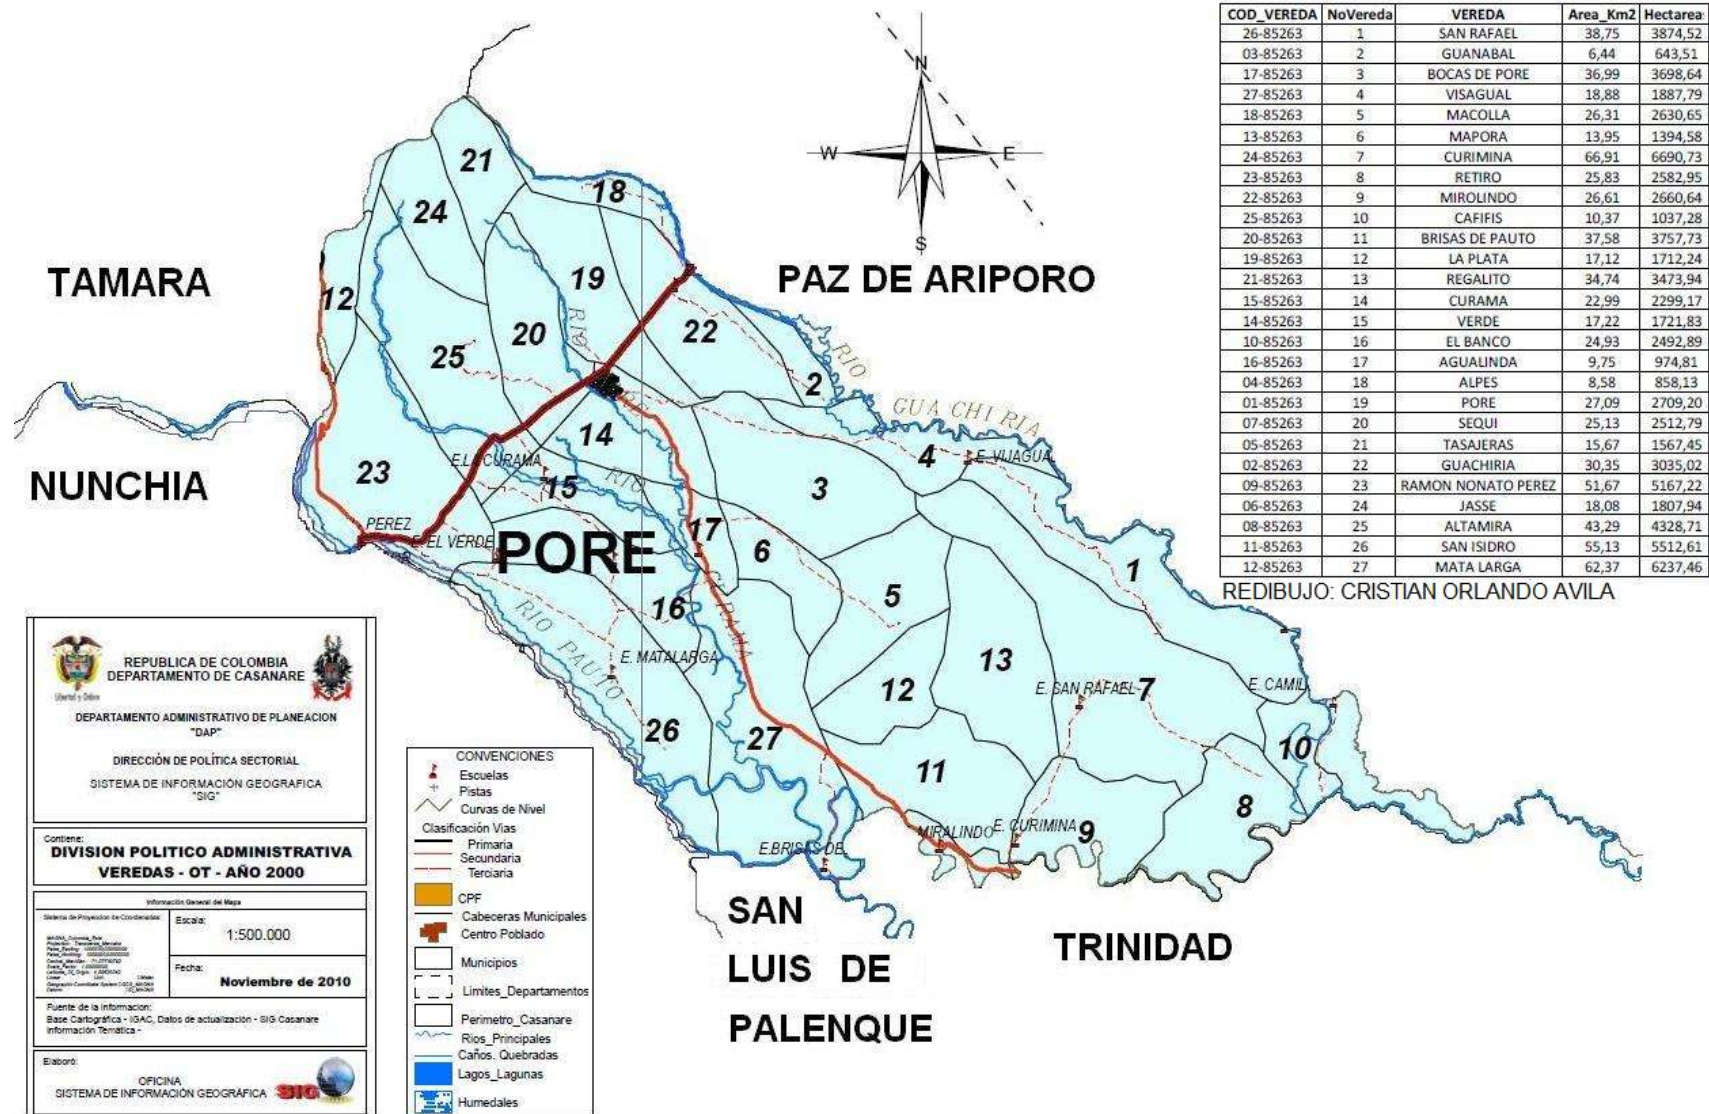 COD_VEREDA NoVereda VEREDA Area_Km2 Hectarea
26-85263 1 SAN RAFAEL 38,75 3874,52
03-85263 2 GUANABAL 6,44 643,51
17-85263 3 BOCAS DE PORE 36,99 3698,64
27-85263 4 VISAGUAL 18,88 1887,79
18-85263 5 MACOLLA 26,31 2630,65
13-85263 6 MAPORA 13,95 1394,58
24-85263 7 CURIMINA 66,91 6690,73
23-85263 8 RETIRO 25,83 2582,95
22-85263 9 MIROLINDO 26,61 2660,64
25-85263 10 CAFIFIS 10,37 1037,28
20-85263 11 BRISAS DE PAUTO 37,58 3757,73
19-85263 12 LA PLATA 17,12 1712,24
21-85263 13 REGALITO 34,74 3473,94
15-85263 14 CURAMA 22,99 2299,17
14-85263 15 VERDE 17,22 1721,83
10-85263 16 EL BANCO 24,93 2492,89
16-85263 17 AGUALINDA 9,75 974,81
04-85263 18 ALPES 8,58 858,13
01-85263 19 PORE 27,09 2709,20
07-85263 20 SEQUI 25,13 2512,79
05-85263 21 TASAJERAS 15,67 1567,45
02-85263 22 GUACHIRIA 30,35 3035,02
09-85263 23 RAMON NONATO PEREZ 51,67 5167,22
06-85263 24 JASSE 18,08 1807,94
08-85263 25 ALTAMIRA 43,29 4328,71
11-85263 26 SAN ISIDRO 55,13 5512,61
12-85263 27 MATA LARGA 62,37 6237,46
REDIBUJO: CRISTIAN ORLANDO AVILA
N
W E
S
TAMARA
PAZ DE ARIPORO
NUNCHIA
PORE
SAN
LUIS DE
PALENQUE
TRINIDAD
21
18
24
19
12
20
22
25
2
RIO
RIO
GUACHIRIA
14
4
E. VIJAGUAL
E.LA CURAMA
23
15
RIO
3
PEREZ
E. EL VERDE
17
6
1
5
16
CURAMA
RIO PAUTO
E. MATALARGA
13
12
E. SAN RAFAEL
7
E. CAMIL
26
27
10
11
8
MIRALINDO
E. CURIMINA
9
E.BRISAS DE
REPUBLICA DE COLOMBIA
DEPARTAMENTO DE CASANARE
Libertad y Orden
DEPARTAMENTO ADMINISTRATIVO DE PLANEACION
"DAP"
DIRECCIÓN DE POLÍTICA SECTORIAL
SISTEMA DE INFORMACIÓN GEOGRAFICA
"SIG"
Contiene:
DIVISION POLITICO ADMINISTRATIVA
VEREDAS - OT - AÑO 2000
Información General del Mapa
Sistema de Proyección de Coordenadas:
Escala:
1:500.000
Fecha:
Noviembre de 2010
Fuente de la Informacion:
Base Cartográfica - IGAC, Datos de actualización - SIG Casanare
Información Temática -
Elaboró:
OFICINA
SISTEMA DE INFORMACIÓN GEOGRÁFICA
SIG
CONVENCIONES
Escuelas
Pistas
Curvas de Nivel
Clasificación Vias
Primaria
Secundaria
Terciaria
CPF
Cabeceras Municipales
Centro Poblado
Municipios
Limites_Departamentos
Perimetro_Casanare
Rios_Principales
Caños. Quebradas
Lagos_Lagunas
Humedales